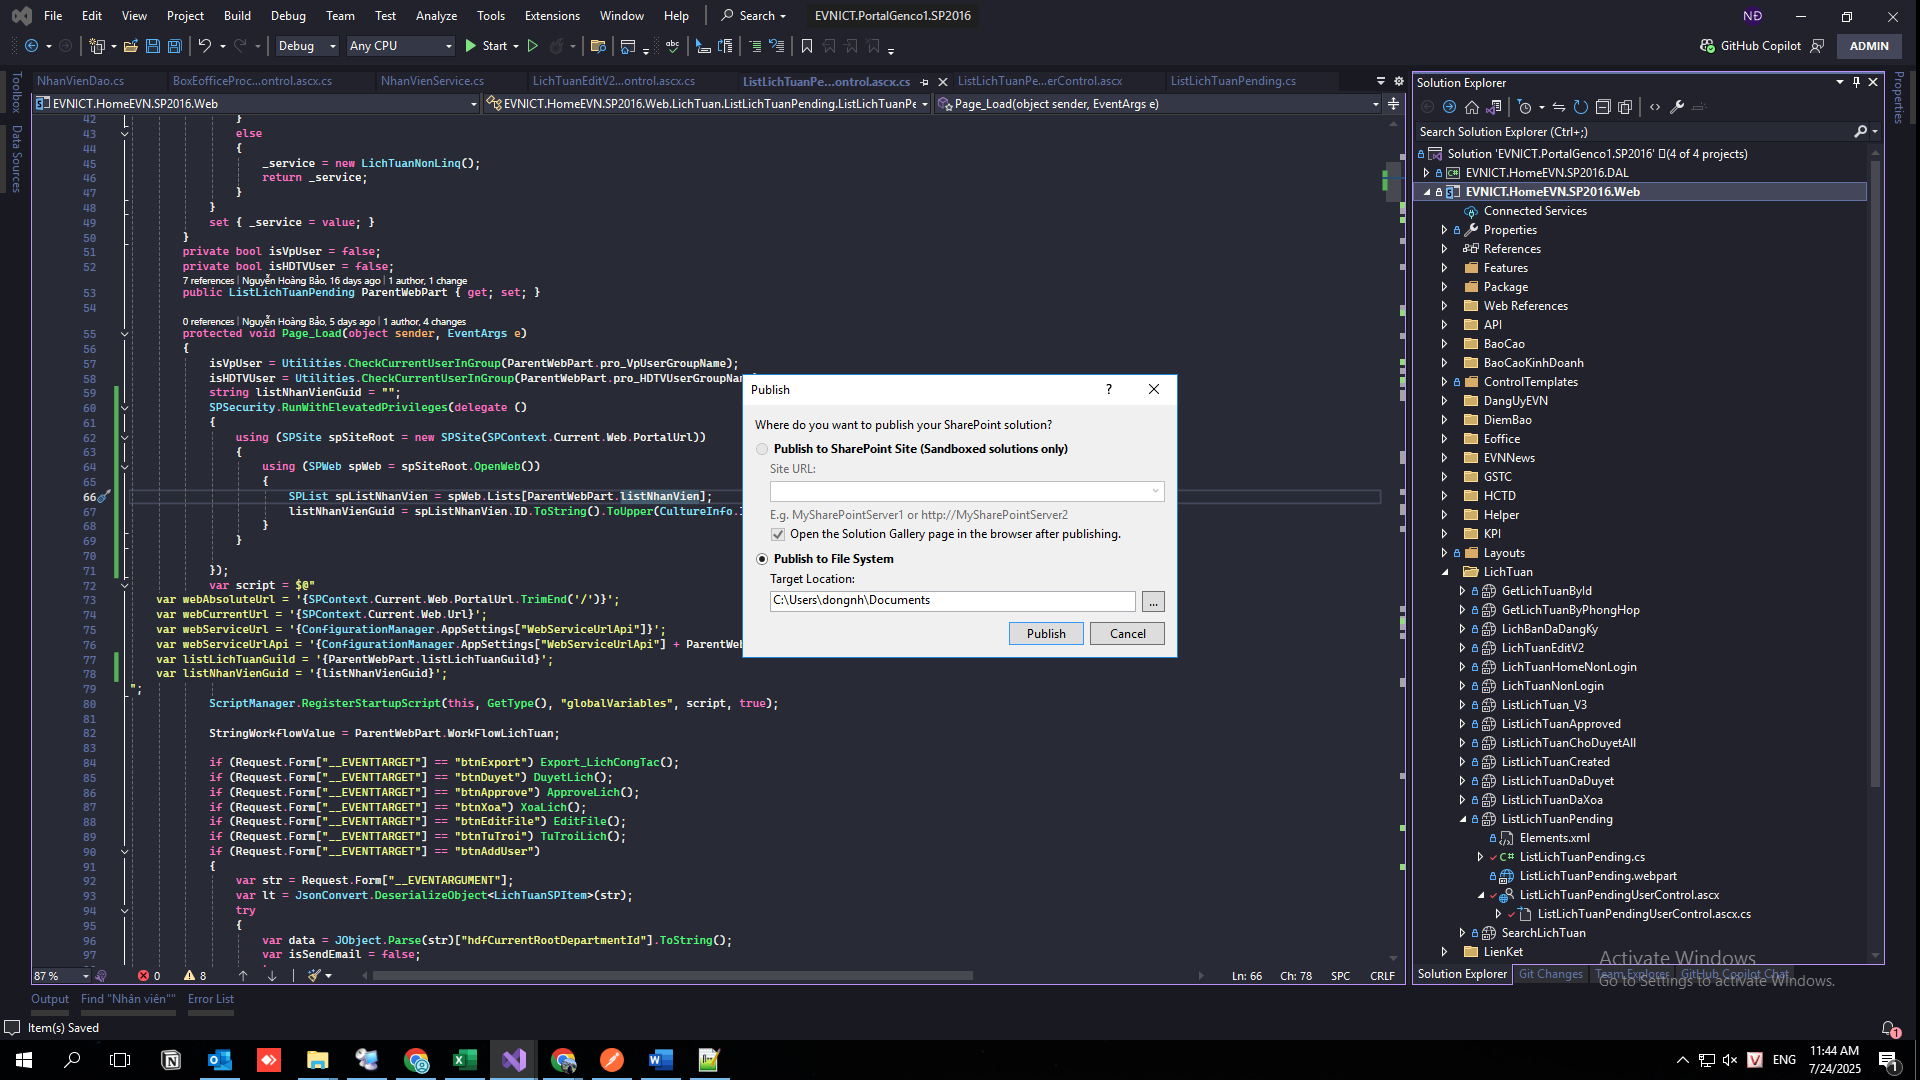 File Edit View Project Build Debug Team Test Analyze Tools Extensions Window Help Search EVNICT.PortalGenco1.SP2016 NĐ
Debug Any CPU Start GitHub Copilot ADMIN
NhanVienDao.cs BoxEofficeProc...ontrol.ascx.cs NhanVienService.cs LichTuanEditV2...ontrol.ascx.cs ListLichTuanPe...ontrol.ascx.cs ListLichTuanPe...erControl.ascx ListLichTuanPending.cs
EVNICT.HomeEVN.SP2016.Web EVNICT.HomeEVN.SP2016.Web.LichTuan.ListLichTuanPending.ListLichTuanPe Page_Load(object sender, EventArgs e)
Toolbox
Data Sources
42 }
43 else
44 {
45 _service = new LichTuanNonLinq();
46 return _service;
47 }
48 }
49 set { _service = value; }
50 }
51 private bool isVpUser = false;
52 private bool isHDTVUser = false;
7 references | Nguyễn Hoàng Bảo, 16 days ago | 1 author, 1 change
53 public ListLichTuanPending ParentWebPart { get; set; }
54
0 references | Nguyễn Hoàng Bảo, 5 days ago | 1 author, 4 changes
55 protected void Page_Load(object sender, EventArgs e)
56 {
57 isVpUser = Utilities.CheckCurrentUserInGroup(ParentWebPart.pro_VpUserGroupName);
58 isHDTVUser = Utilities.CheckCurrentUserInGroup(ParentWebPart.pro_HDTVUserGroupNam
59 string listNhanVienGuid = "";
60 SPSecurity.RunWithElevatedPrivileges(delegate ()
61 {
62 using (SPSite spSiteRoot = new SPSite(SPContext.Current.Web.PortalUrl))
63 {
64 using (SPWeb spWeb = spSiteRoot.OpenWeb())
65 {
66 SPList spListNhanVien = spWeb.Lists[ParentWebPart.listNhanVien];
67 listNhanVienGuid = spListNhanVien.ID.ToString().ToUpper(CultureInfo.
68 }
69 }
70
71 });
72 var script = $@"
73 var webAbsoluteUrl = '{SPContext.Current.Web.PortalUrl.TrimEnd('/')}';
74 var webCurrentUrl = '{SPContext.Current.Web.Url}';
75 var webServiceUrl = '{ConfigurationManager.AppSettings["WebServiceUrlApi"]}';
76 var webServiceUrlApi = '{ConfigurationManager.AppSettings["WebServiceUrlApi"] + ParentW
77 var listLichTuanGuild = '{ParentWebPart.listLichTuanGuild}';
78 var listNhanVienGuid = '{listNhanVienGuid}';
79 ";
80 ScriptManager.RegisterStartupScript(this, GetType(), "globalVariables", script, true);
81
82 StringWorkflowValue = ParentWebPart.WorkFlowLichTuan;
83
84 if (Request.Form["__EVENTTARGET"] == "btnExport") Export_LichCongTac();
85 if (Request.Form["__EVENTTARGET"] == "btnDuyet") DuyetLich();
86 if (Request.Form["__EVENTTARGET"] == "btnApprove") ApproveLich();
87 if (Request.Form["__EVENTTARGET"] == "btnXoa") XoaLich();
88 if (Request.Form["__EVENTTARGET"] == "btnEditFile") EditFile();
89 if (Request.Form["__EVENTTARGET"] == "btnTuTroi") TuTroiLich();
90 if (Request.Form["__EVENTTARGET"] == "btnAddUser")
91 {
92 var str = Request.Form["__EVENTARGUMENT"];
93 var lt = JsonConvert.DeserializeObject<LichTuanSPItem>(str);
94 try
95 {
96 var data = JObject.Parse(str)["hdfCurrentRootDepartmentId"].ToString();
var isSendEmail = false;
87 % 0 8 Ln: 66 Ch: 78 SPC CRLF
Output Find "Nhân viên" Error List
Item(s) Saved
Publish ?
Where do you want to publish your SharePoint solution?
Publish to SharePoint Site (Sandboxed solutions only)
Site URL:
E.g. MySharePointServer1 or http://MySharePointServer2
Open the Solution Gallery page in the browser after publishing.
Publish to File System
Target Location:
C:\Users\dongnh\Documents ...
Publish Cancel
Solution Explorer
Search Solution Explorer (Ctrl+;)
Solution 'EVNICT.PortalGenco1.SP2016' (4 of 4 projects)
EVNICT.HomeEVN.SP2016.DAL
EVNICT.HomeEVN.SP2016.Web
Connected Services
Properties
References
Features
Package
Web References
API
BaoCao
BaoCaoKinhDoanh
ControlTemplates
DangUyEVN
DiemBao
Eoffice
EVNNews
GSTC
HCTD
Helper
KPI
Layouts
LichTuan
GetLichTuanById
GetLichTuanByPhongHop
LichBanDaDangKy
LichTuanEditV2
LichTuanHomeNonLogin
LichTuanNonLogin
ListLichTuan_V3
ListLichTuanApproved
ListLichTuanChoDuyetAll
ListLichTuanCreated
ListLichTuanDaDuyet
ListLichTuanDaXoa
ListLichTuanPending
Elements.xml
C# ListLichTuanPending.cs
ListLichTuanPending.webpart
ListLichTuanPendingUserControl.ascx
ListLichTuanPendingUserControl.ascx.cs
SearchLichTuan
LienKet
Solution Explorer Git Changes Team Explorer GitHub Copilot Chat
Properties
Activate Windows
Go to Settings to activate Windows.
ENG 11:44 AM
7/24/2025